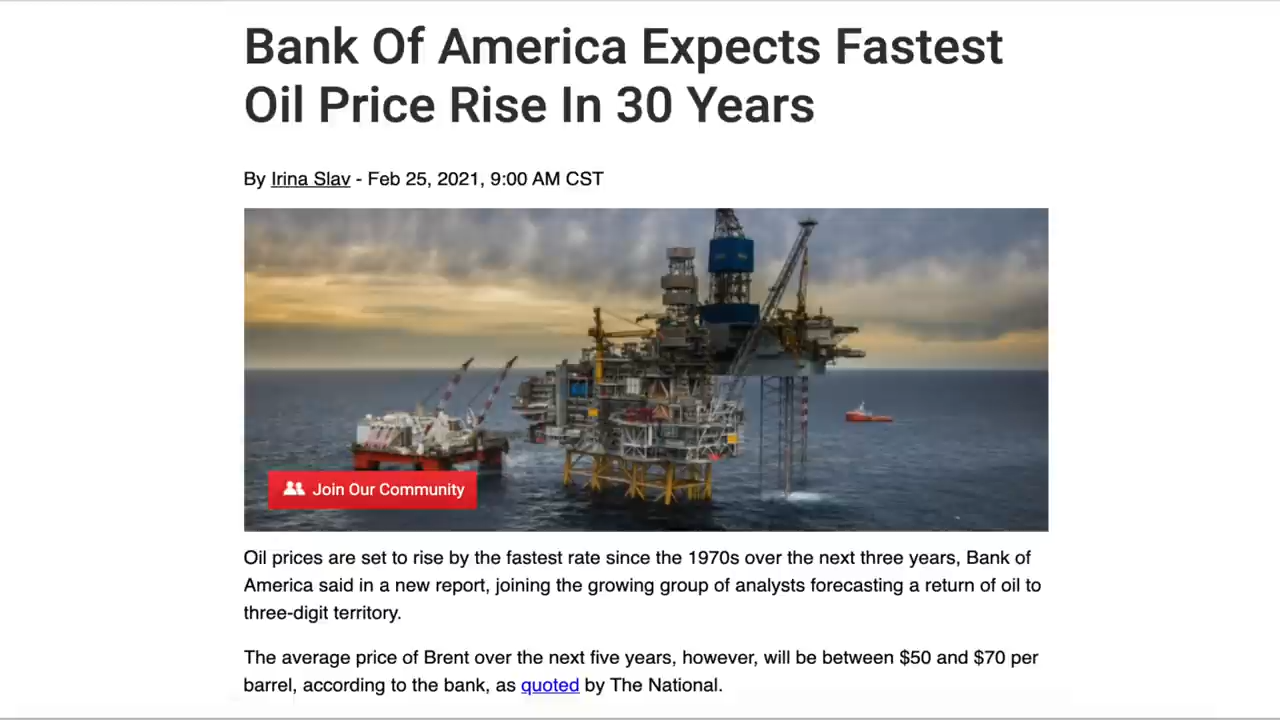 Bank Of America Expects Fastest
Oil Price Rise In 30 Years
By Irina Slav - Feb 25, 2021, 9:00 AM CST
Join Our Community
Oil prices are set to rise by the fastest rate since the 1970s over the next three years, Bank of
America said in a new report, joining the growing group of analysts forecasting a return of oil to
three-digit territory.
The average price of Brent over the next five years, however, will be between $50 and $70 per
barrel, according to the bank, as quoted by The National.